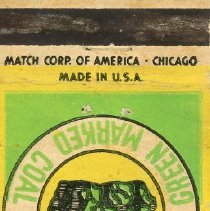 MATCH CORP. OF AMERICA - CHICAGO
MADE IN U.S.A.
GREEN MARKED COAL